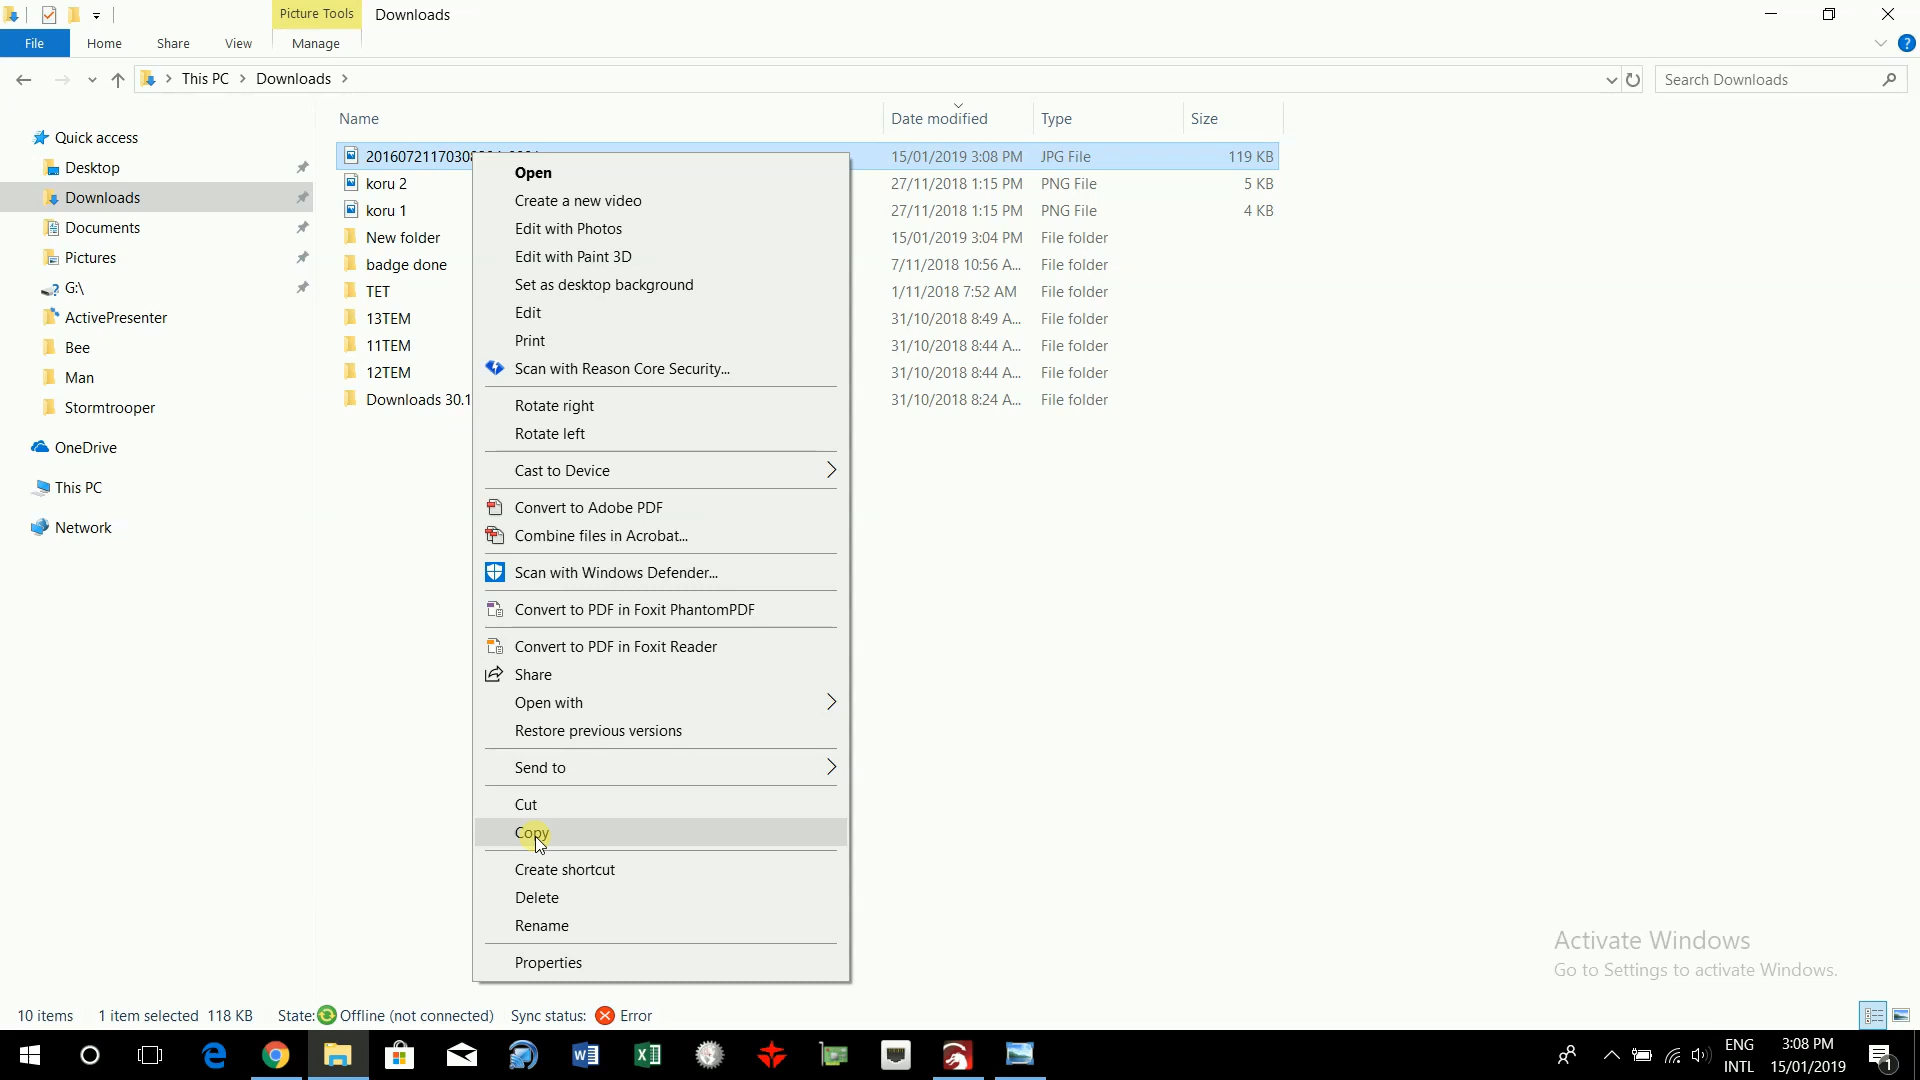 Picture Tools Downloads
File Home Share View Manage
This PC Downloads Search Downloads
Name Date modified Type Size
Quick access
Desktop
Downloads
Documents
Pictures
G:\
ActivePresenter
Bee
Man
Stormtrooper
OneDrive
This PC
Network
15/01/2019 3:08 PM JPG File 119 KB
koru 2 27/11/2018 1:15 PM PNG File 5 KB
koru 1 27/11/2018 1:15 PM PNG File 4 KB
New folder 15/01/2019 3:04 PM File folder
badge done 7/11/2018 10:56 A... File folder
TET 1/11/2018 7:52 AM File folder
13TEM 31/10/2018 8:49 A... File folder
11TEM 31/10/2018 8:44 A... File folder
12TEM 31/10/2018 8:44 A... File folder
Downloads 30.1 31/10/2018 8:24 A... File folder
Open
Create a new video
Edit with Photos
Edit with Paint 3D
Set as desktop background
Edit
Print
Scan with Reason Core Security...
Rotate right
Rotate left
Cast to Device
Convert to Adobe PDF
Combine files in Acrobat...
Scan with Windows Defender...
Convert to PDF in Foxit PhantomPDF
Convert to PDF in Foxit Reader
Share
Open with
Restore previous versions
Send to
Cut
Copy
Create shortcut
Delete
Rename
Properties
Activate Windows
Go to Settings to activate Windows.
10 items 1 item selected 118 KB State: Offline (not connected) Sync status: Error
ENG 3:08 PM
INTL 15/01/2019
1